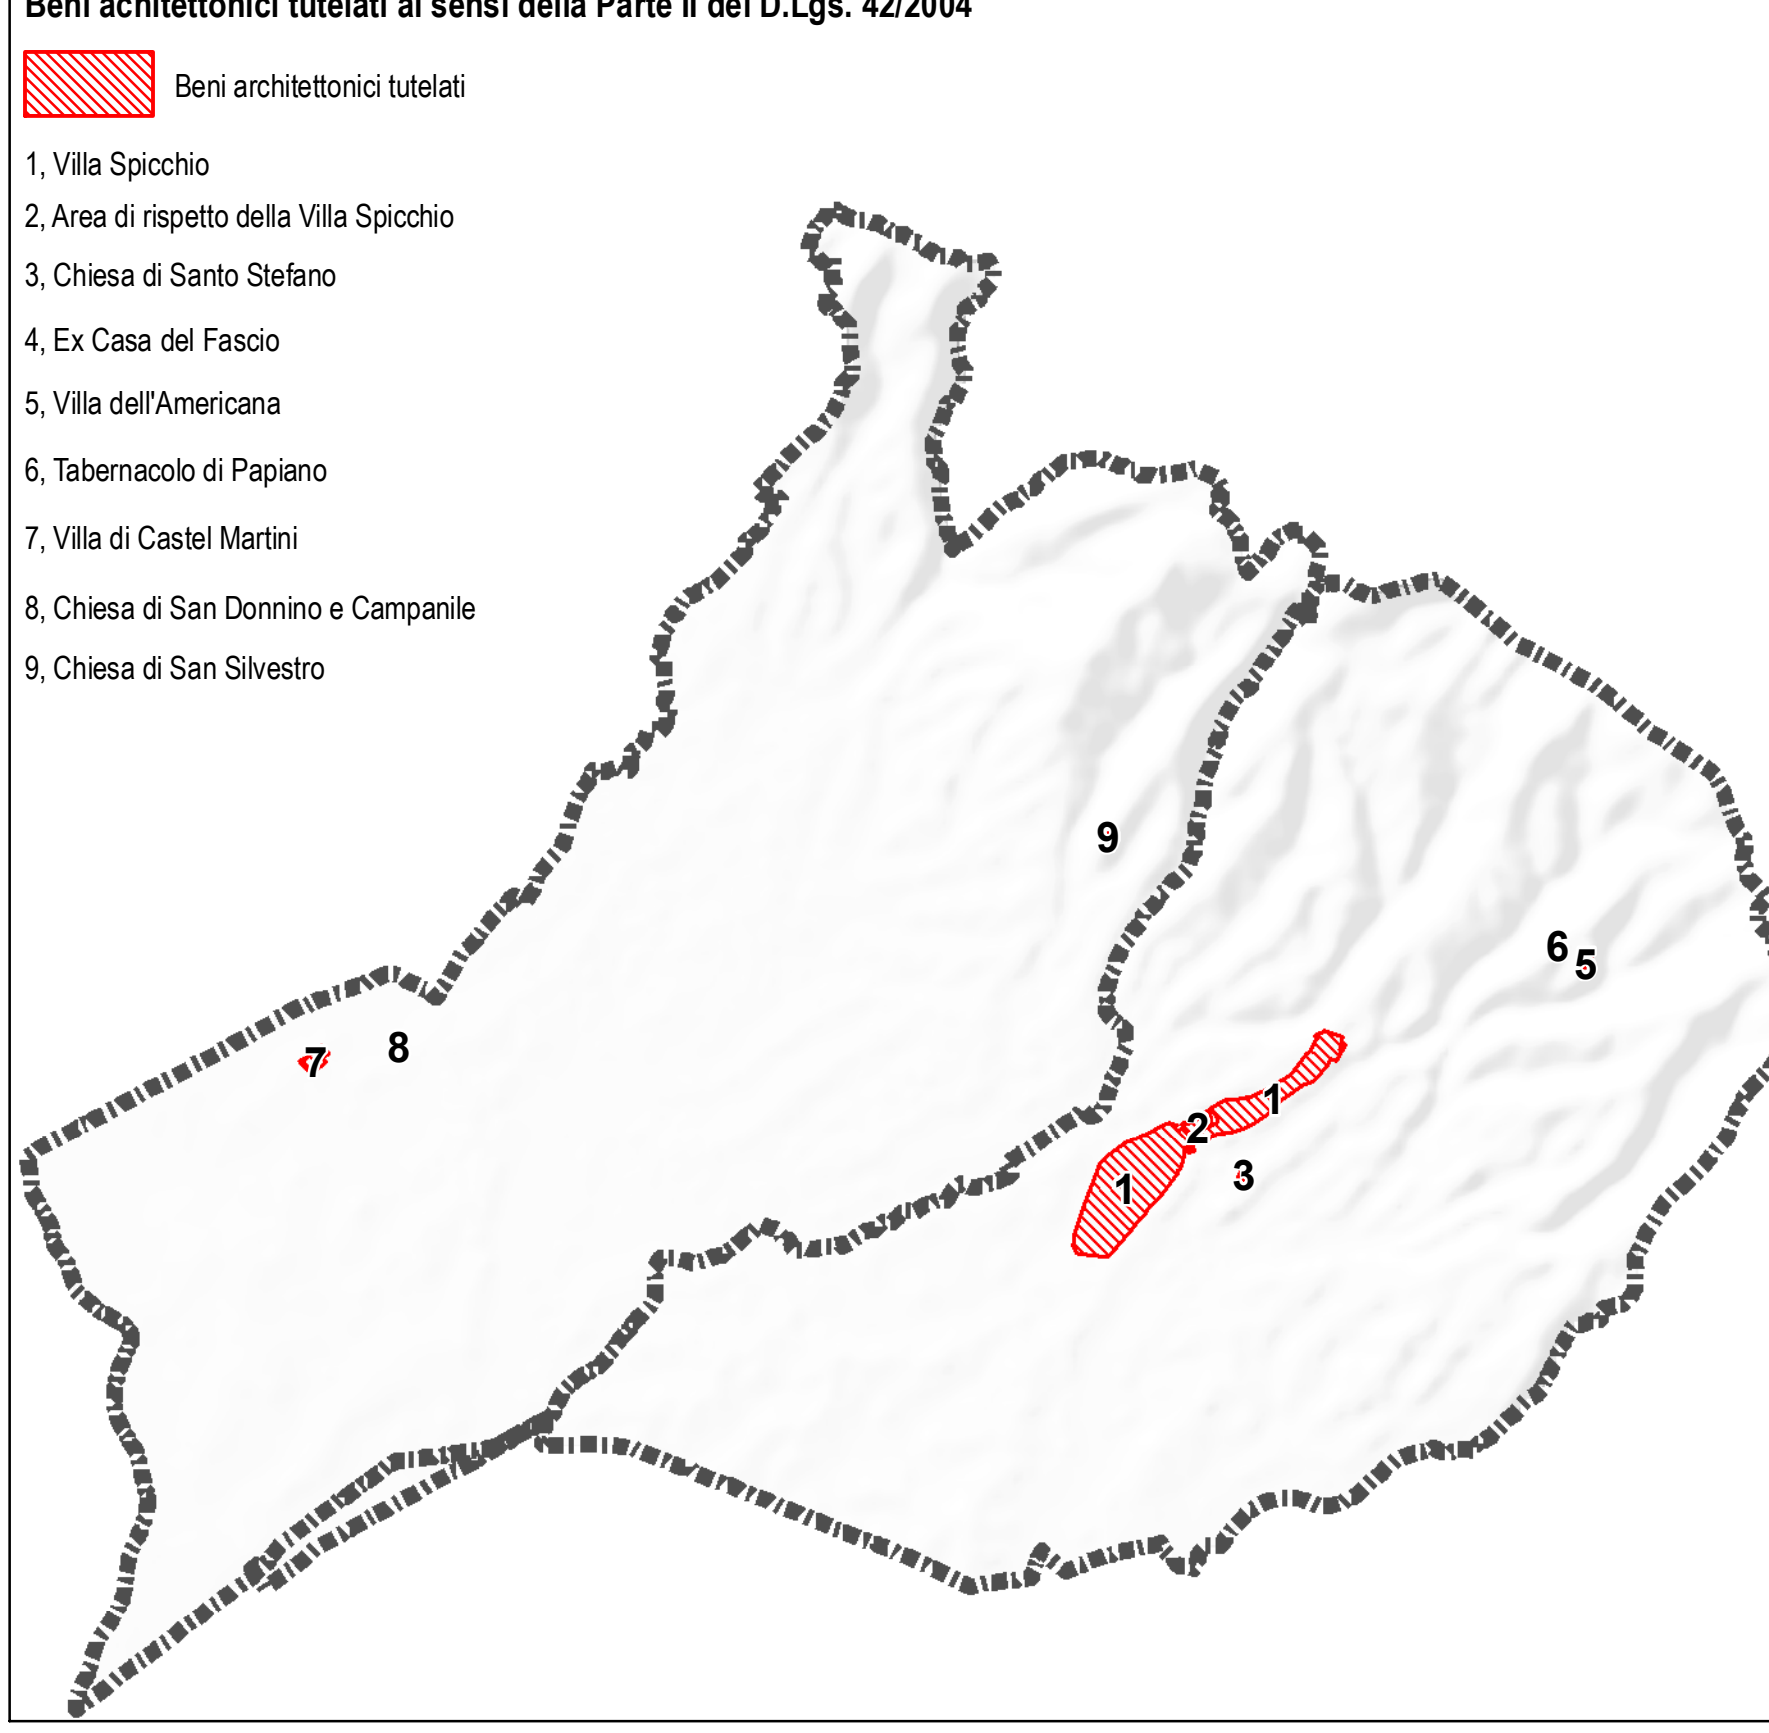 Beni achitettonici tutelati ai sensi della Parte II del D.Lgs. 42/2004
Beni architettonici tutelati
1, Villa Spicchio
2, Area di rispetto della Villa Spicchio
3, Chiesa di Santo Stefano
4, Ex Casa del Fascio
5, Villa dell'Americana
6, Tabernacolo di Papiano
7, Villa di Castel Martini
8, Chiesa di San Donnino e Campanile
9, Chiesa di San Silvestro
9
6
5
7
8
1
2
3
1